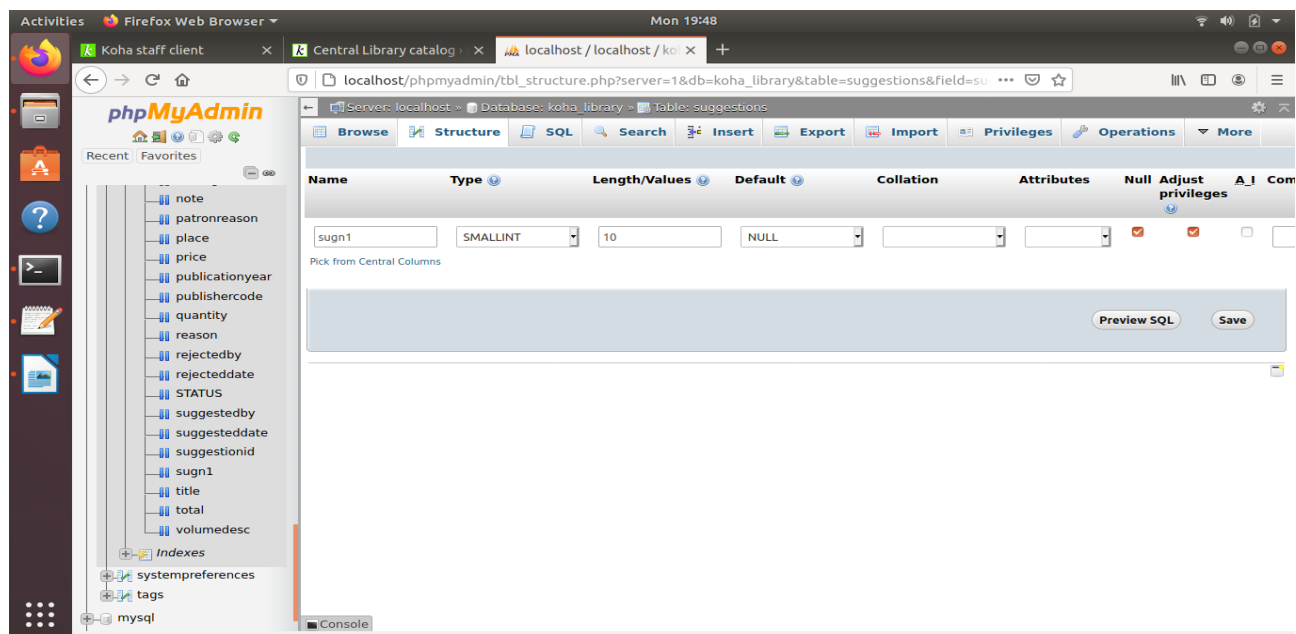 Activities Firefox Web Browser Mon 19:48
Koha staff client Central Library catalog localhost / localhost / ko
localhost/phpmyadmin/tbl_structure.php?server=1&db=koha_library&table=suggestions&field=su
phpMyAdmin
Recent Favorites
note
patronreason
place
price
publicationyear
publishercode
quantity
reason
rejectedby
rejecteddate
STATUS
suggestedby
suggesteddate
suggestionid
sugn1
title
total
volumedesc
Indexes
systempreferences
tags
mysql
Server: localhost » Database: koha_library » Table: suggestions
Browse Structure SQL Search Insert Export Import Privileges Operations More
Name Type Length/Values Default Collation Attributes Null Adjust privileges A_I Com
sugn1 SMALLINT 10 NULL
Pick from Central Columns
Preview SQL Save
Console